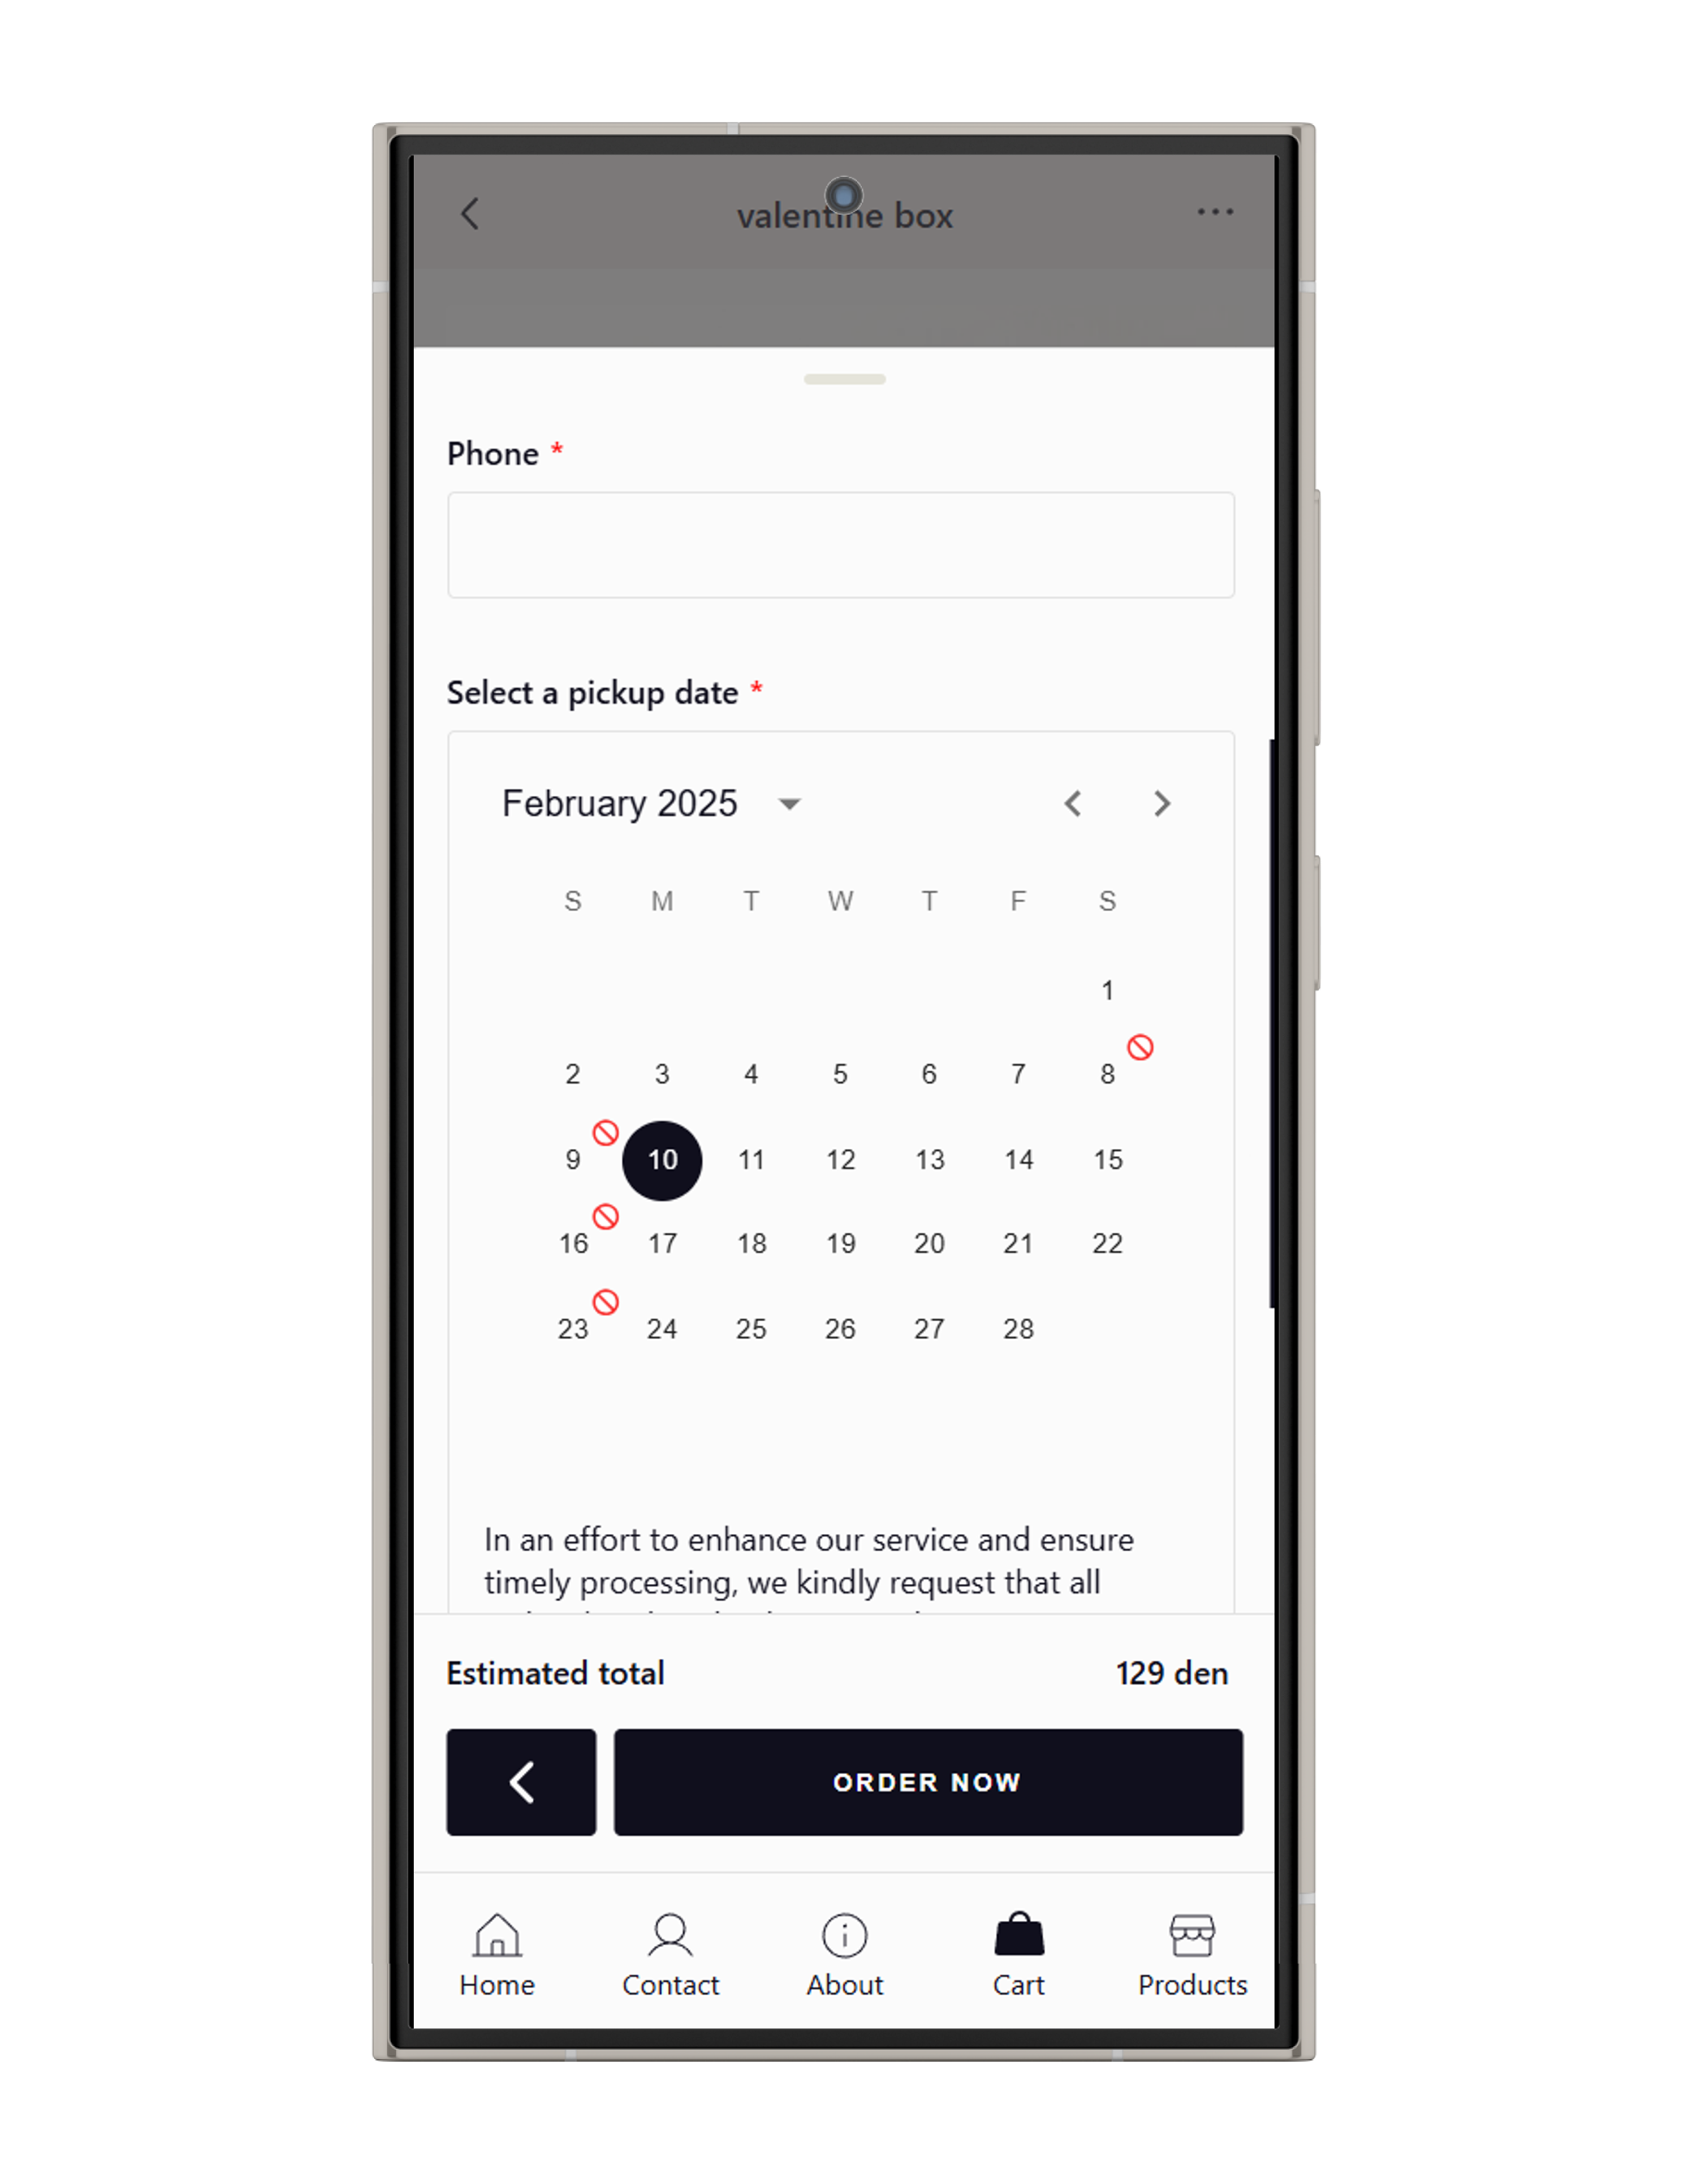 valentine box
Phone *
Select a pickup date *
February 2025
S M T W T F S
1
2 3 4 5 6 7 8
9 10 11 12 13 14 15
16 17 18 19 20 21 22
23 24 25 26 27 28
In an effort to enhance our service and ensure
timely processing, we kindly request that all
Estimated total 129 den
ORDER NOW
Home Contact About Cart Products